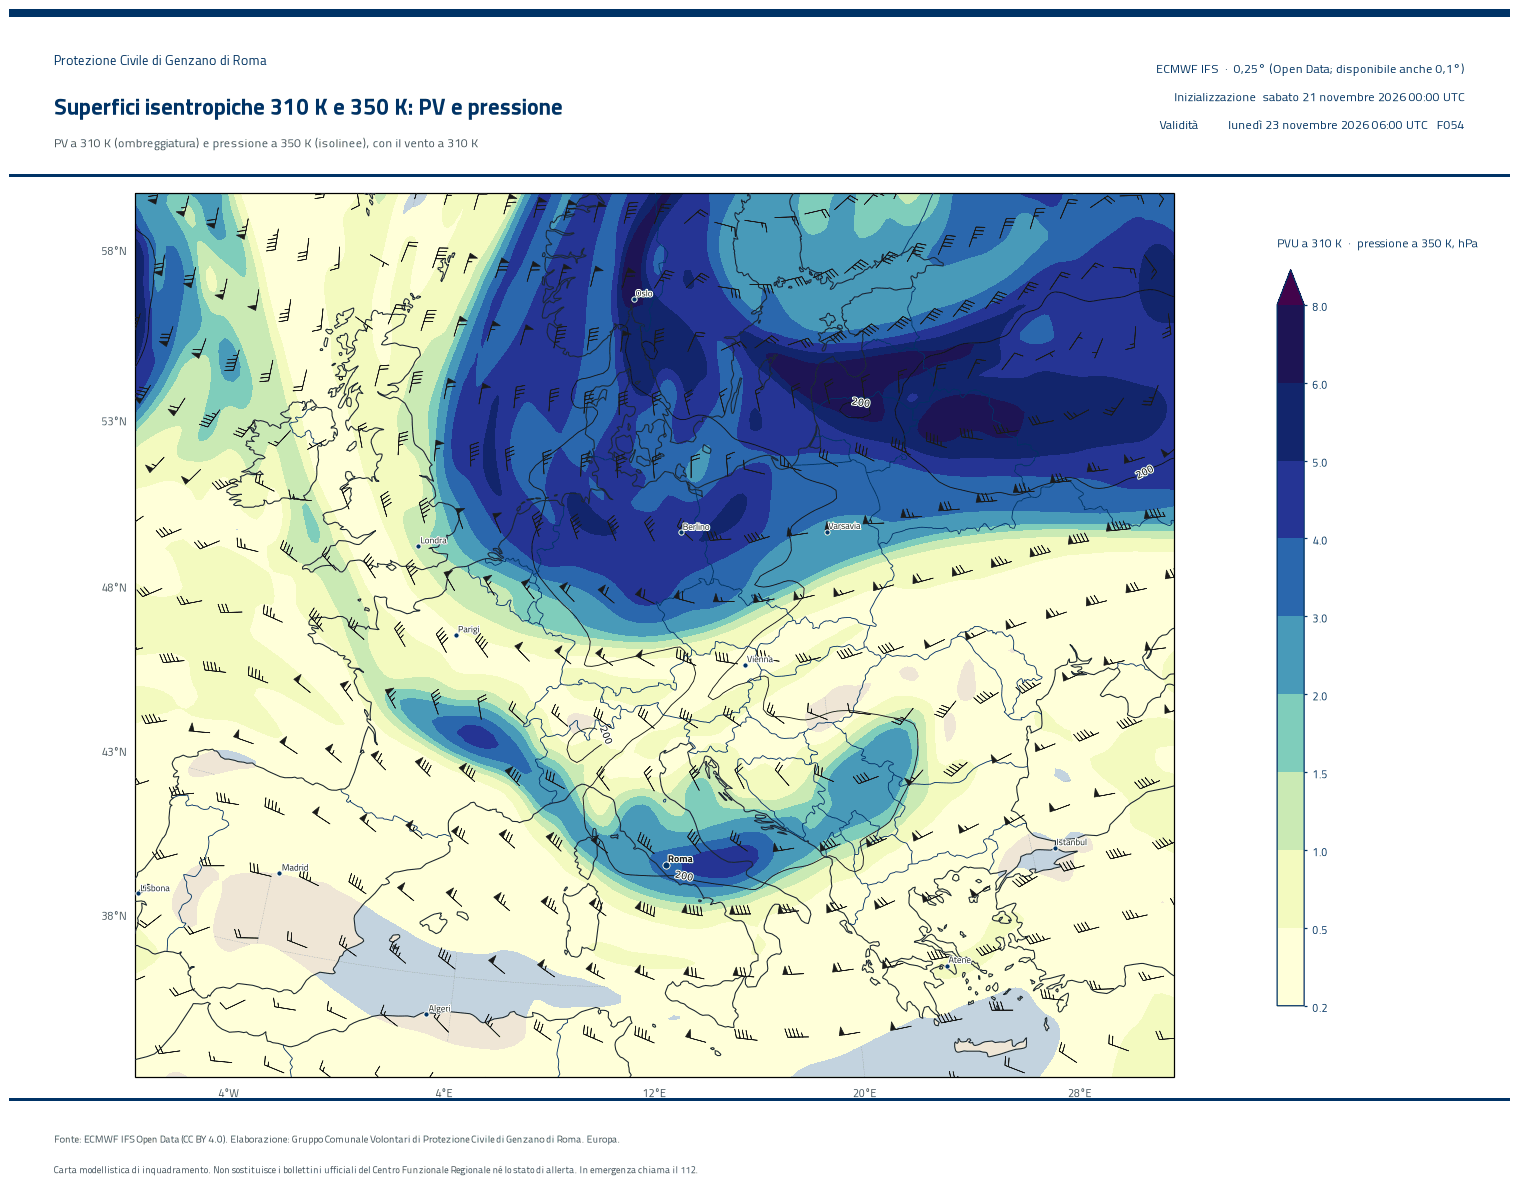 Protezione Civile di Genzano di Roma
Superfici isentropiche 310 K e 350 K: PV e pressione
PV a 310 K (ombreggiatura) e pressione a 350 K (isolinee), con il vento a 310 K
ECMWF IFS · 0,25° (Open Data; disponibile anche 0,1°)
Inizializzazione sabato 21 novembre 2026 00:00 UTC
Validità lunedì 23 novembre 2026 06:00 UTC F054
PVU a 310 K · pressione a 350 K, hPa
8.0
6.0
5.0
4.0
3.0
2.0
1.5
1.0
0.5
0.2
58°N
53°N
48°N
43°N
38°N
4°W
4°E
12°E
20°E
28°E
Oslo
200
200
Berlino
Varsavia
Londra
Parigi
Vienna
200
Roma
200
Madrid
Lisbona
Istanbul
Atene
Algeri
Fonte: ECMWF IFS Open Data (CC BY 4.0). Elaborazione: Gruppo Comunale Volontari di Protezione Civile di Genzano di Roma. Europa.
Carta modellistica di inquadramento. Non sostituisce i bollettini ufficiali del Centro Funzionale Regionale né lo stato di allerta. In emergenza chiama il 112.